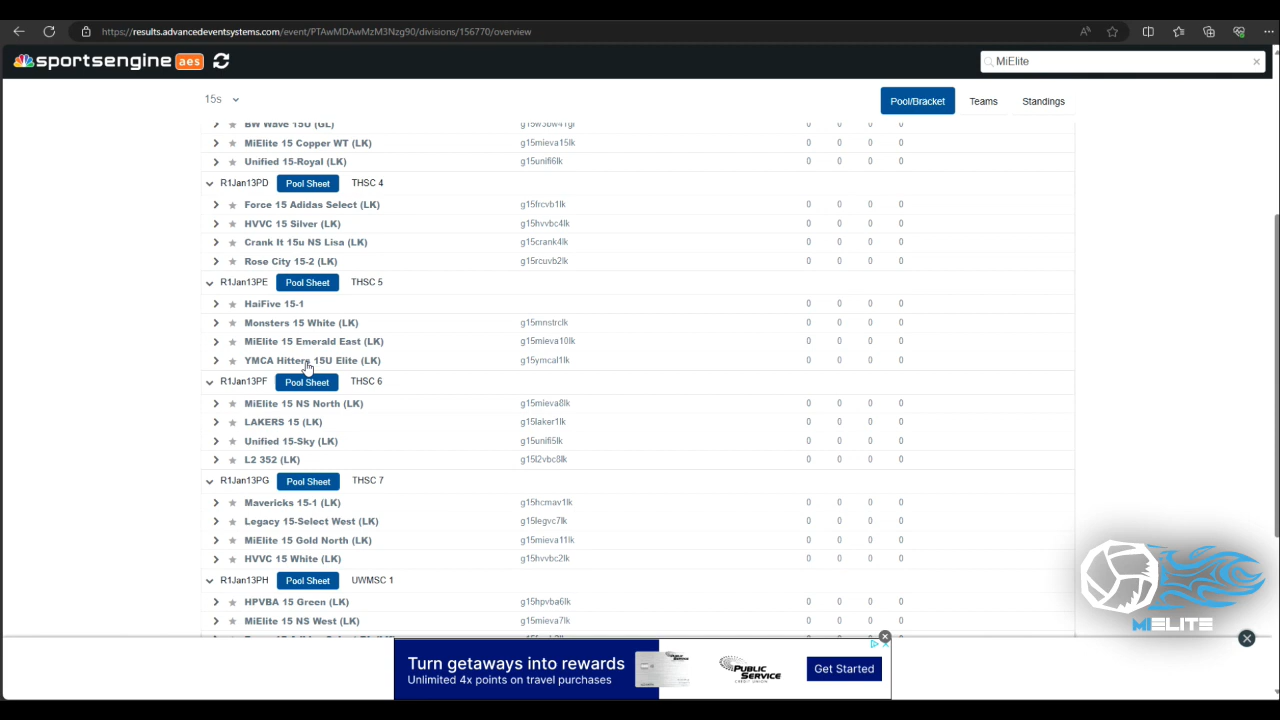 https://results.advancedeventsystems.com/event/PTAwMDAwMzM3Nzg90/divisions/156770/overview
sportsengine aes
MiElite
15s
Pool/Bracket Teams Standings
BW Wave 15U (GL) g15w3bw41gl 0 0 0 0
MiElite 15 Copper WT (LK) g15mieva15lk 0 0 0 0
Unified 15-Royal (LK) g15unifi6lk 0 0 0 0
R1Jan13PD Pool Sheet THSC 4
Force 15 Adidas Select (LK) g15frcvb1lk 0 0 0 0
HVVC 15 Silver (LK) g15hvvbc4lk 0 0 0 0
Crank It 15u NS Lisa (LK) g15crank4lk 0 0 0 0
Rose City 15-2 (LK) g15rcuvb2lk 0 0 0 0
R1Jan13PE Pool Sheet THSC 5
HaiFive 15-1 0 0 0 0
Monsters 15 White (LK) g15mnstrclk 0 0 0 0
MiElite 15 Emerald East (LK) g15mieva10lk 0 0 0 0
YMCA Hitters 15U Elite (LK) g15ymcal1lk 0 0 0 0
R1Jan13PF Pool Sheet THSC 6
MiElite 15 NS North (LK) g15mieva8lk 0 0 0 0
LAKERS 15 (LK) g15laker1lk 0 0 0 0
Unified 15-Sky (LK) g15unifi5lk 0 0 0 0
L2 352 (LK) g15l2vbc8lk 0 0 0 0
R1Jan13PG Pool Sheet THSC 7
Mavericks 15-1 (LK) g15hcmav1lk 0 0 0 0
Legacy 15-Select West (LK) g15legvc7lk 0 0 0 0
MiElite 15 Gold North (LK) g15mieva11lk 0 0 0 0
HVVC 15 White (LK) g15hvvbc2lk 0 0 0 0
R1Jan13PH Pool Sheet UWMSC 1
HPVBA 15 Green (LK) g15hpvba6lk 0 0 0 0
MiElite 15 NS West (LK) g15mieva7lk 0 0 0 0
MIELITE
Turn getaways into rewards
Unlimited 4x points on travel purchases
PUBLIC SERVICE
CREDIT UNION
Get Started